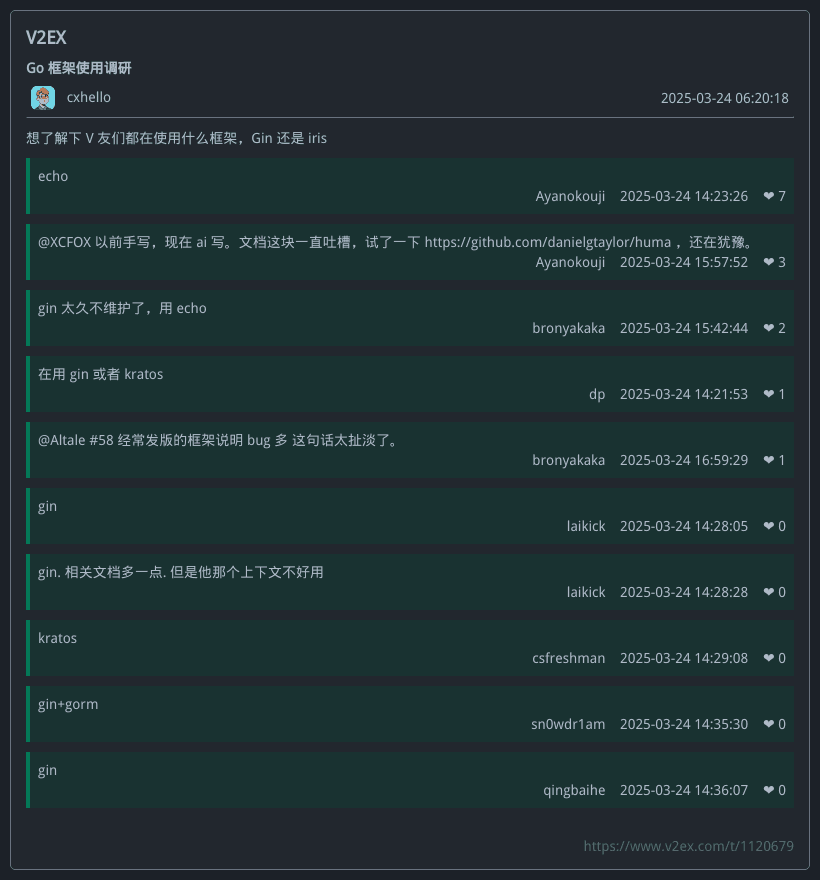 V2EX
Go 框架使用调研
cxhello 2025-03-24 06:20:18
想了解下 V 友们都在使用什么框架，Gin 还是 iris
echo
Ayanokouji 2025-03-24 14:23:26 ❤ 7
@XCFOX 以前手写，现在 ai 写。文档这块一直吐槽，试了一下 https://github.com/danielgtaylor/huma ，还在犹豫。
Ayanokouji 2025-03-24 15:57:52 ❤ 3
gin 太久不维护了，用 echo
bronyakaka 2025-03-24 15:42:44 ❤ 2
在用 gin 或者 kratos
dp 2025-03-24 14:21:53 ❤ 1
@Altale #58 经常发版的框架说明 bug 多 这句话太扯淡了。
bronyakaka 2025-03-24 16:59:29 ❤ 1
gin
laikick 2025-03-24 14:28:05 ❤ 0
gin. 相关文档多一点. 但是他那个上下文不好用
laikick 2025-03-24 14:28:28 ❤ 0
kratos
csfreshman 2025-03-24 14:29:08 ❤ 0
gin+gorm
sn0wdr1am 2025-03-24 14:35:30 ❤ 0
gin
qingbaihe 2025-03-24 14:36:07 ❤ 0
https://www.v2ex.com/t/1120679